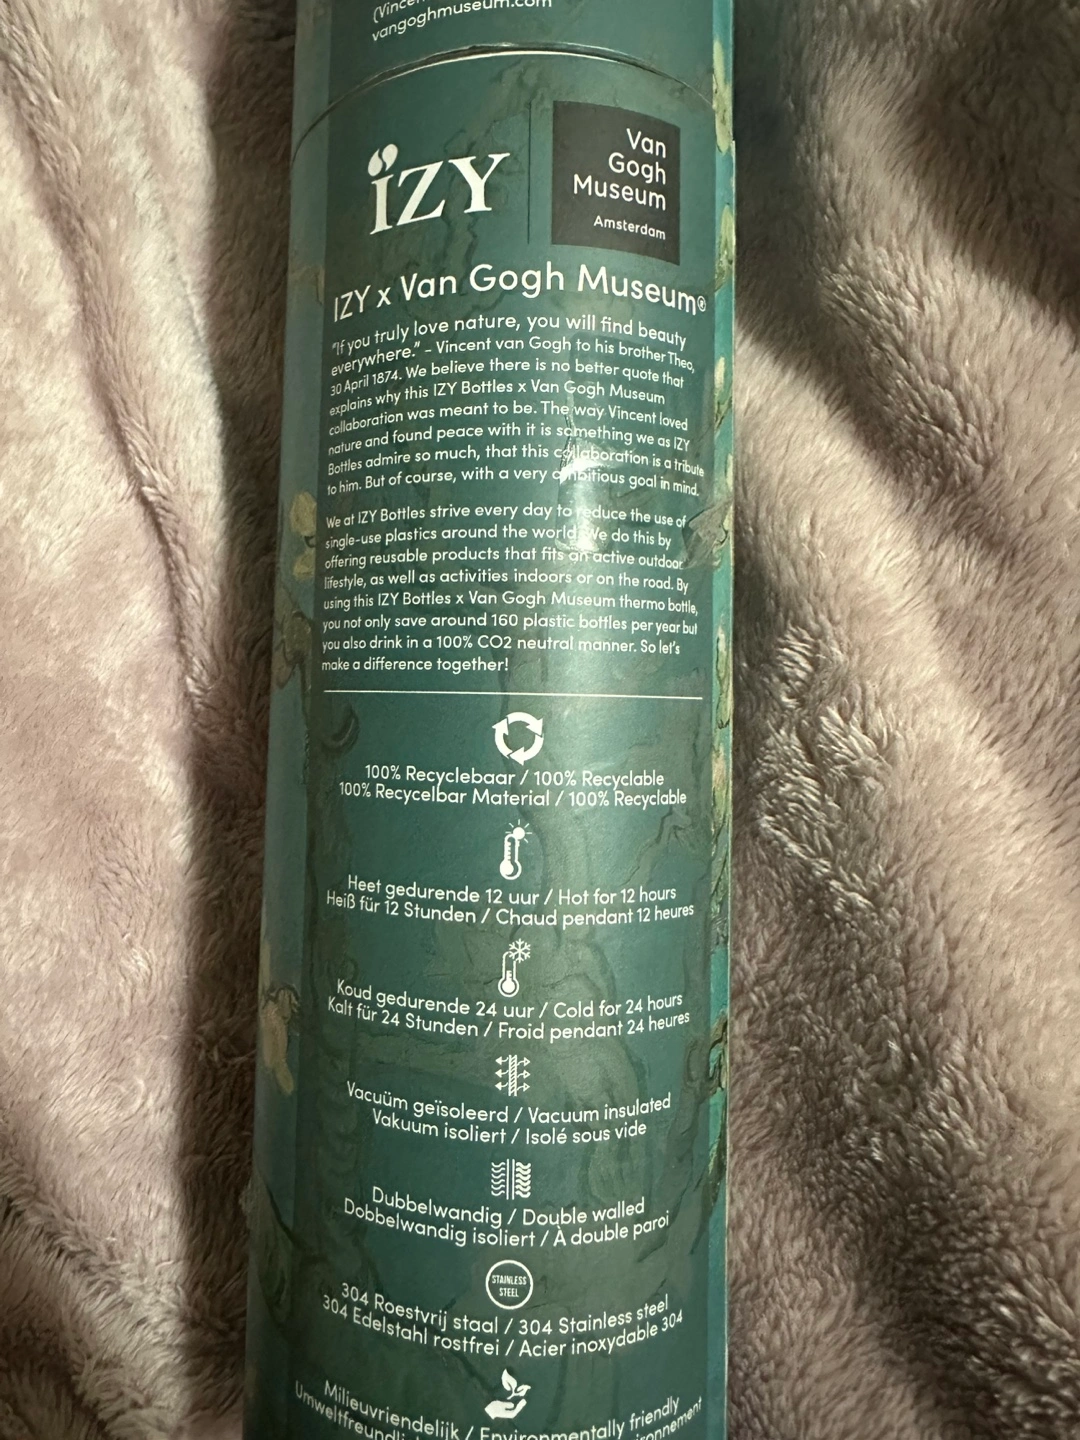 (Vince
vangoghmuseum.com
IZY
Van
Gogh
Museum
Amsterdam
IZY x Van Gogh Museum®
"If you truly love nature, you will find beauty
everywhere." - Vincent van Gogh to his brother Theo,
30 April 1874. We believe there is no better quote that
explains why this IZY Bottles x Van Gogh Museum
collaboration was meant to be. The way Vincent loved
nature and found peace with it is something we as IZY
Bottles admire so much, that this collaboration is a tribute
to him. But of course, with a very ambitious goal in mind.
We at IZY Bottles strive every day to reduce the use of
single-use plastics around the world. We do this by
offering reusable products that fits an active outdoor
lifestyle, as well as activities indoors or on the road. By
using this IZY Bottles x Van Gogh Museum thermo bottle,
you not only save around 160 plastic bottles per year but
you also drink in a 100% CO2 neutral manner. So let's
make a difference together!
100% Recyclebaar / 100% Recyclable
100% Recycelbar Material / 100% Recyclable
Heet gedurende 12 uur / Hot for 12 hours
Heiß für 12 Stunden / Chaud pendant 12 heures
Koud gedurende 24 uur / Cold for 24 hours
Kalt für 24 Stunden / Froid pendant 24 heures
Vacuüm geïsoleerd / Vacuum insulated
Vakuum isoliert / Isolé sous vide
Dubbelwandig / Double walled
Dobbelwandig isoliert / À double paroi
STAINLESS
STEEL
304 Roestvrij staal / 304 Stainless steel
304 Edelstahl rostfrei / Acier inoxydable 304
Milieuvriendelijk / Environmentally friendly